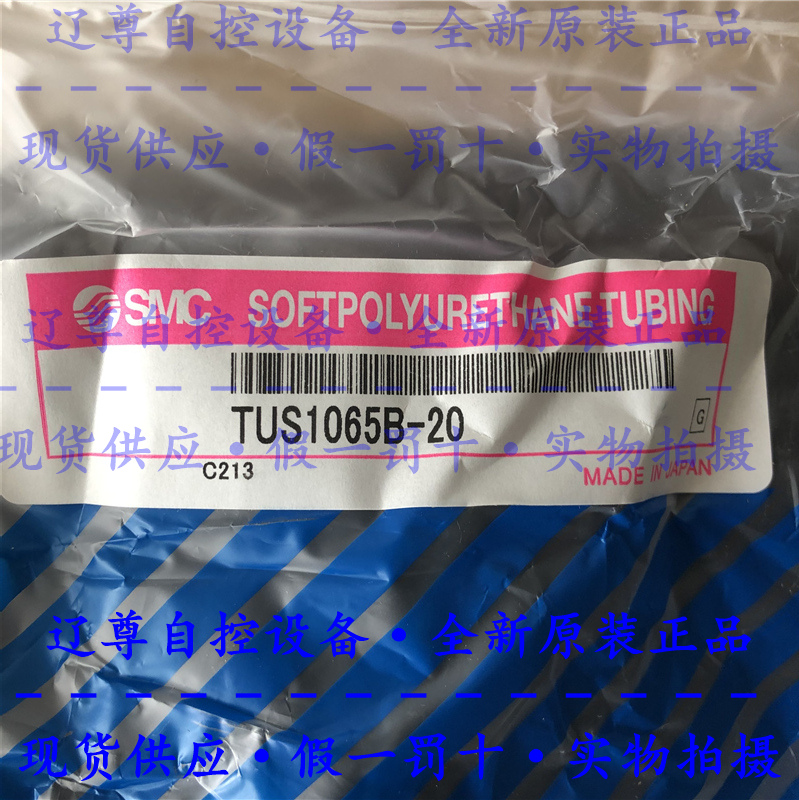 辽尊自控设备·全新原装正品
现货供应·假一罚十·实物拍摄
SMC SOFTPOLYURETHANE TUBING
辽尊自控设备·全新原装正品
TUS1065B-20
G
现货供应·假一罚十·实物拍摄
C213
MADE IN JAPAN
辽尊自控设备·全新原装正品
现货供应·假一罚十·实物拍摄